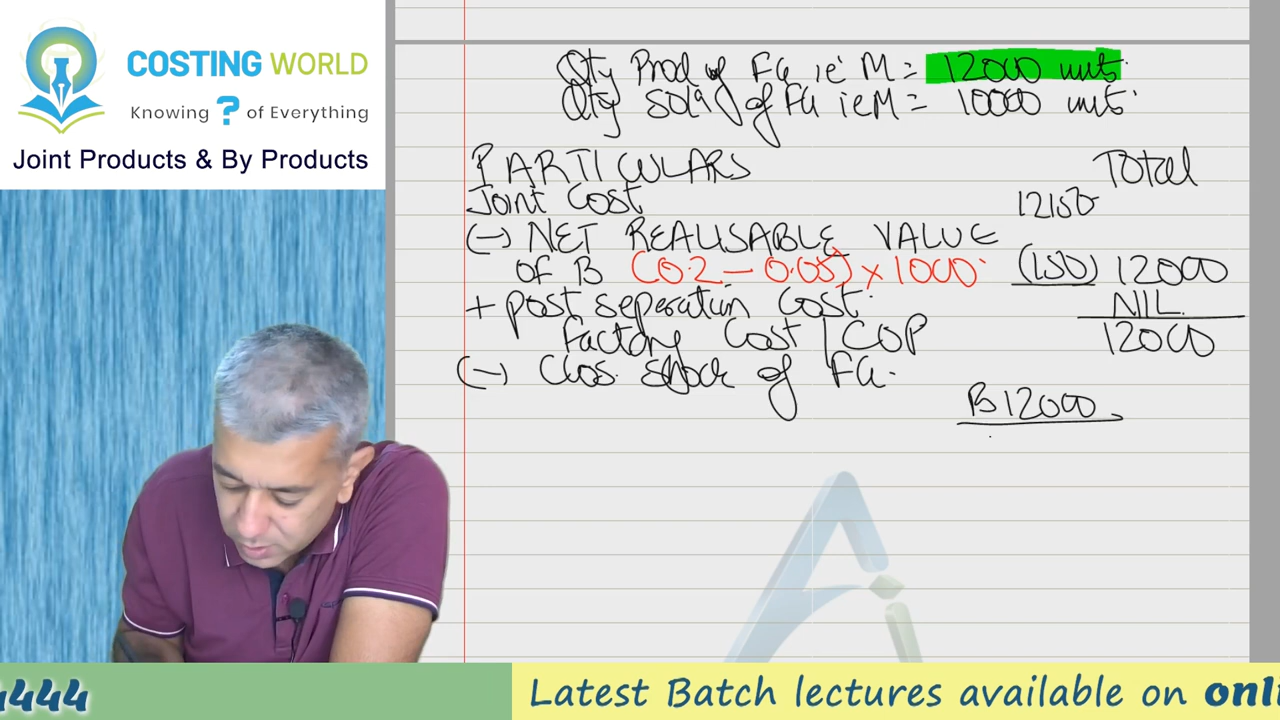 COSTING WORLD
Knowing ? of Everything
Joint Products & By Products
Qty Prod of FG ie M = 12000 units.
Qty sold of FG ie M = 10000 units.
PARTICULARS Total
Joint Cost 12150
(-) NET REALISABLE VALUE
of B (0.2 - 0.05) x 1000. (150) 12000
+ post seperation Cost. NIL
Factory Cost / COP 12000
(-) Clos. stock of FG.
12000
444
Latest Batch lectures available on onli